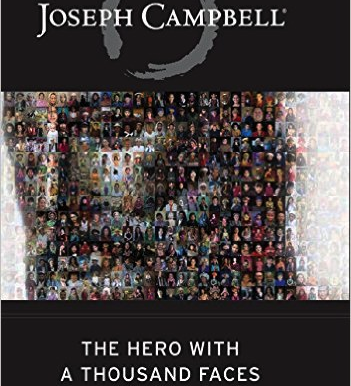 JOSEPH CAMPBELL®
THE HERO WITH
A THOUSAND FACES